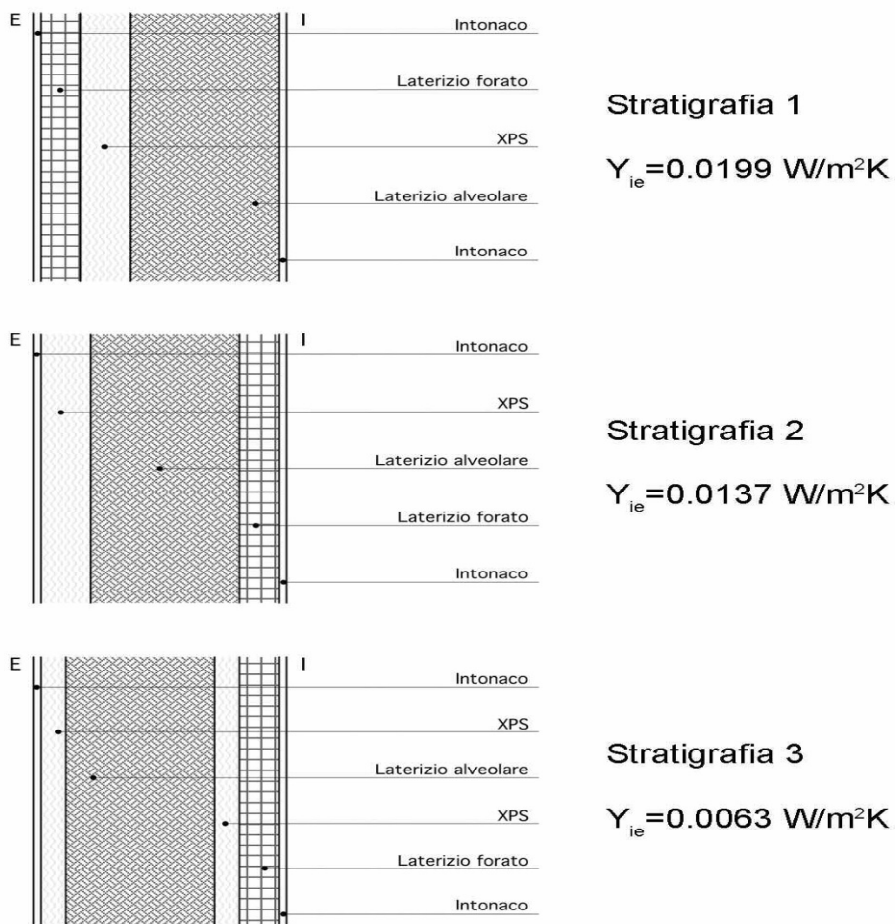 E
I
Intonaco
Laterizio forato
XPS
Laterizio alveolare
Intonaco
Stratigrafia 1
Y_ie=0.0199 W/m²K
E
I
Intonaco
XPS
Laterizio alveolare
Laterizio forato
Intonaco
Stratigrafia 2
Y_ie=0.0137 W/m²K
E
I
Intonaco
XPS
Laterizio alveolare
XPS
Laterizio forato
Intonaco
Stratigrafia 3
Y_ie=0.0063 W/m²K